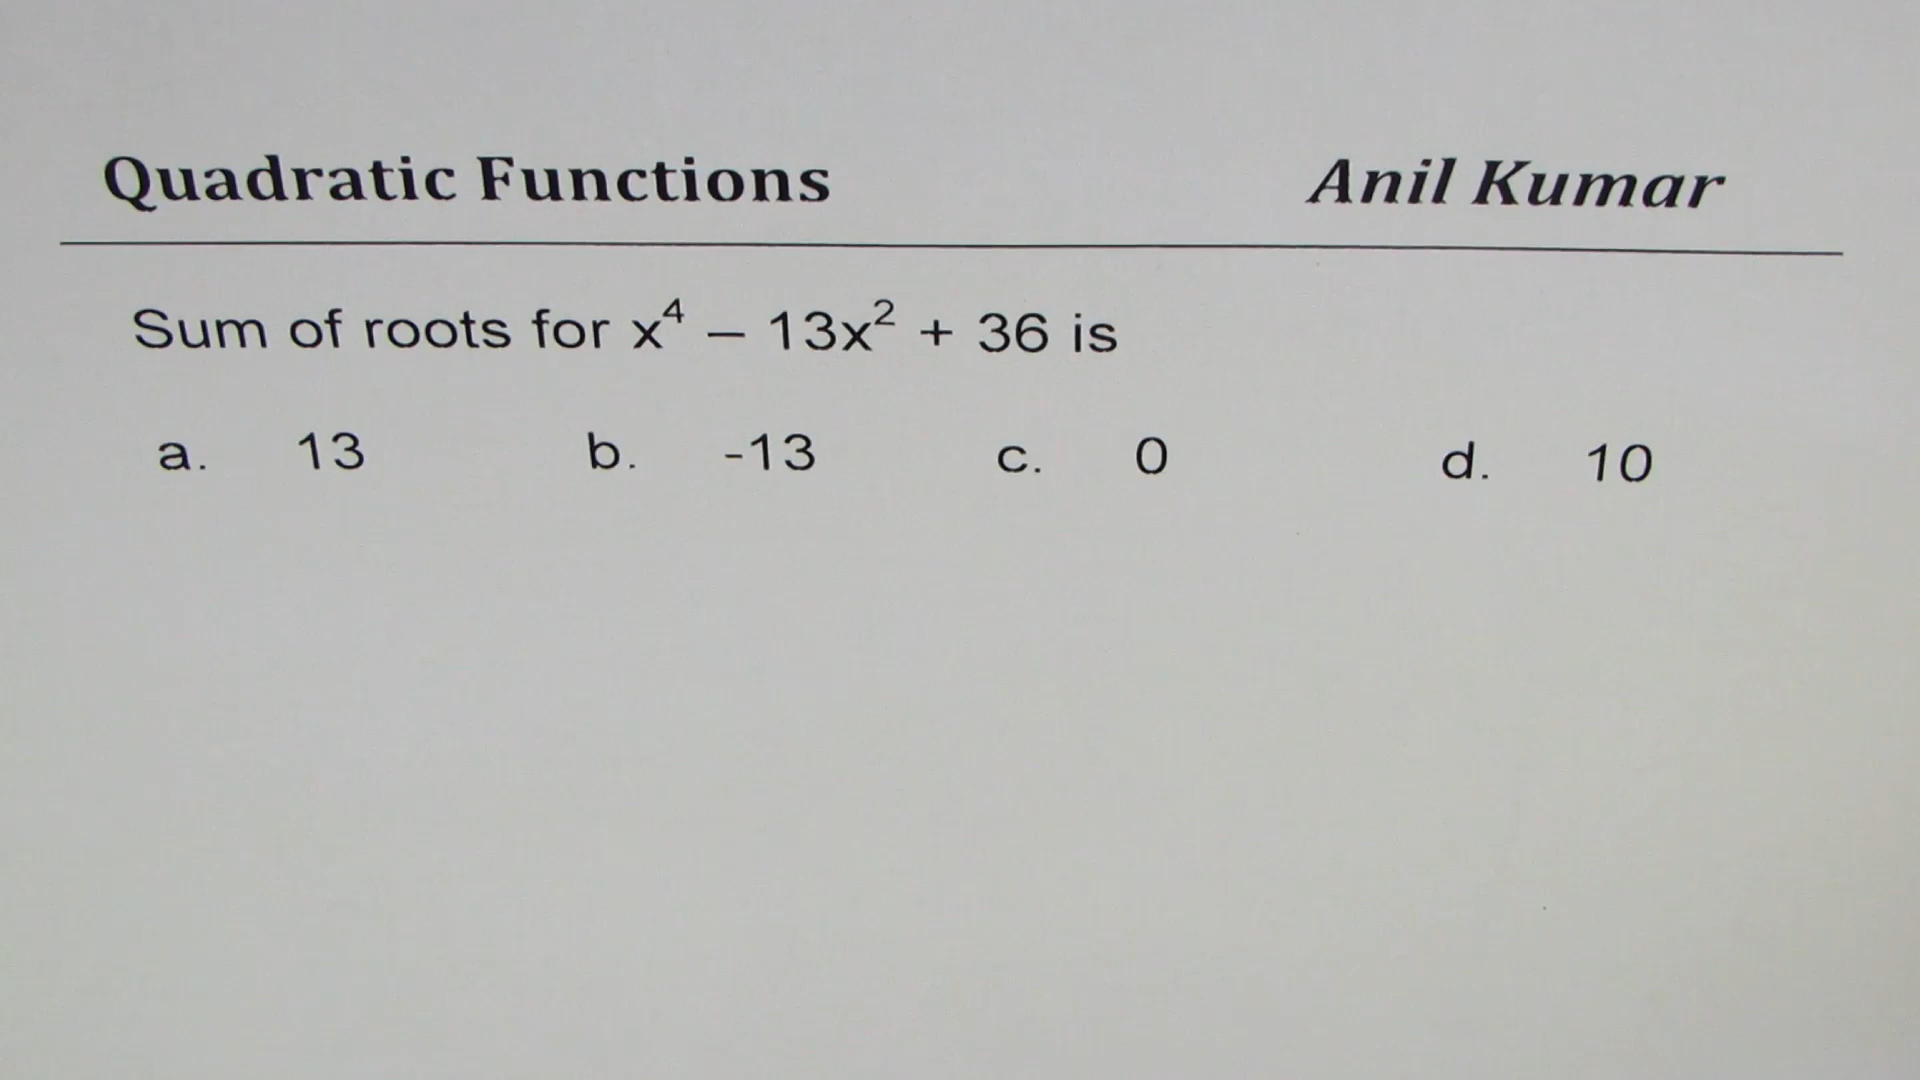 Quadratic Functions Anil Kumar
Sum of roots for x⁴ – 13x² + 36 is
a. 13 b. -13 c. 0 d. 10